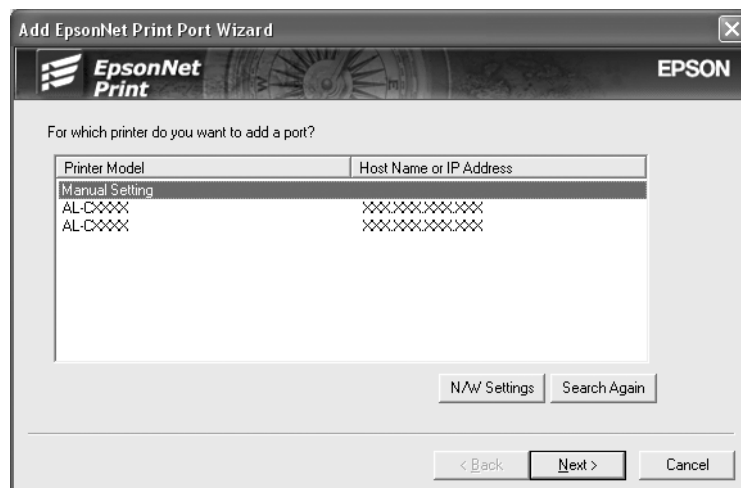 Add EpsonNet Print Port Wizard
EpsonNet
Print
EPSON
For which printer do you want to add a port?
Printer Model Host Name or IP Address
Manual Setting
AL-CXXXX XXX.XXX.XXX.XXX
AL-CXXXX XXX.XXX.XXX.XXX
N/W Settings Search Again
< Back Next > Cancel